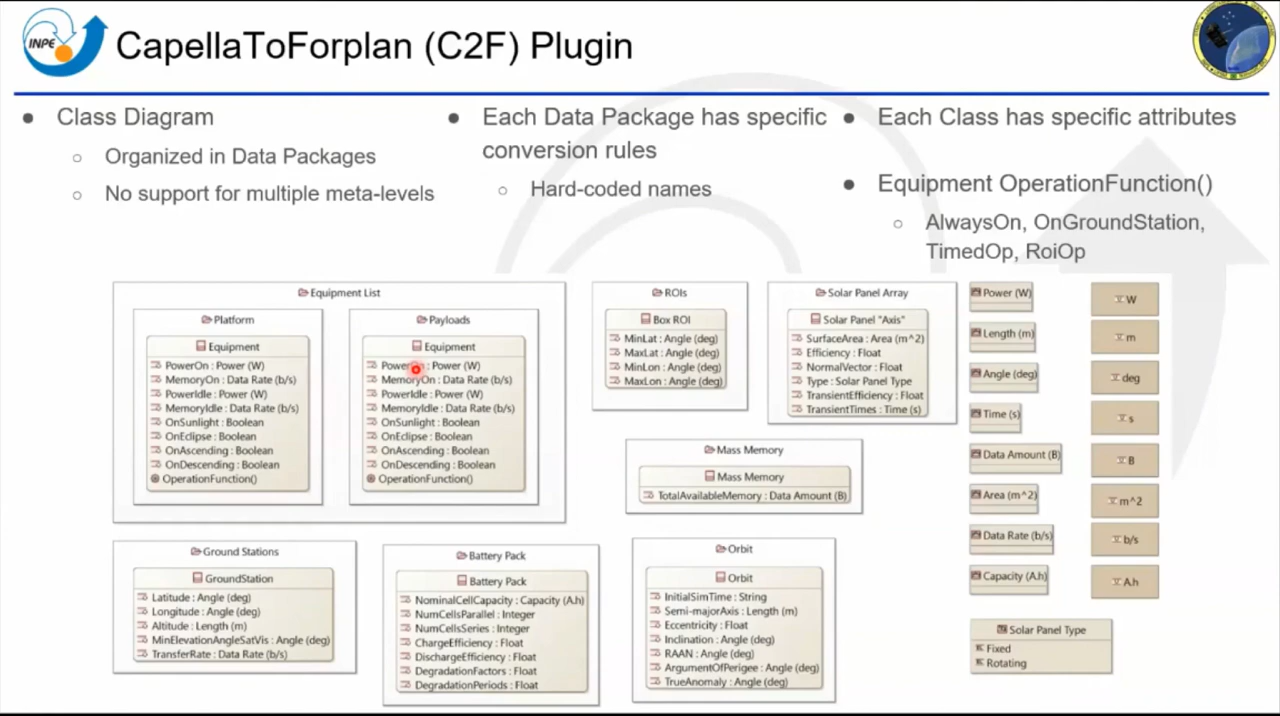 INPE
CapellaToForplan (C2F) Plugin
Class Diagram
Organized in Data Packages
No support for multiple meta-levels
Each Data Package has specific
conversion rules
Hard-coded names
Each Class has specific attributes
Equipment OperationFunction()
AlwaysOn, OnGroundStation,
TimedOp, RoiOp
Equipment List
Platform
Equipment
PowerOn : Power (W)
MemoryOn : Data Rate (b/s)
PowerIdle : Power (W)
MemoryIdle : Data Rate (b/s)
OnSunlight : Boolean
OnEclipse : Boolean
OnAscending : Boolean
OnDescending : Boolean
OperationFunction()
Payloads
Equipment
PowerOn : Power (W)
MemoryOn : Data Rate (b/s)
PowerIdle : Power (W)
MemoryIdle : Data Rate (b/s)
OnSunlight : Boolean
OnEclipse : Boolean
OnAscending : Boolean
OnDescending : Boolean
OperationFunction()
ROIs
Box ROI
MinLat : Angle (deg)
MaxLat : Angle (deg)
MinLon : Angle (deg)
MaxLon : Angle (deg)
Solar Panel Array
Solar Panel "Axis"
SurfaceArea : Area (m^2)
Efficiency : Float
NormalVector : Float
Type : Solar Panel Type
TransientEfficiency : Float
TransientTimes : Time (s)
Mass Memory
Mass Memory
TotalAvailableMemory : Data Amount (B)
Ground Stations
GroundStation
Latitude : Angle (deg)
Longitude : Angle (deg)
Altitude : Length (m)
MinElevationAngleSatVis : Angle (deg)
TransferRate : Data Rate (b/s)
Battery Pack
Battery Pack
NominalCellCapacity : Capacity (A.h)
NumCellsParallel : Integer
NumCellsSeries : Integer
ChargeEfficiency : Float
DischargeEfficiency : Float
DegradationFactors : Float
DegradationPeriods : Float
Orbit
Orbit
InitialSimTime : String
Semi-majorAxis : Length (m)
Eccentricity : Float
Inclination : Angle (deg)
RAAN : Angle (deg)
ArgumentOfPerigee : Angle (deg)
TrueAnomaly : Angle (deg)
Power (W)
W
Length (m)
m
Angle (deg)
deg
Time (s)
s
Data Amount (B)
B
Area (m^2)
m^2
Data Rate (b/s)
b/s
Capacity (A.h)
A.h
Solar Panel Type
Fixed
Rotating